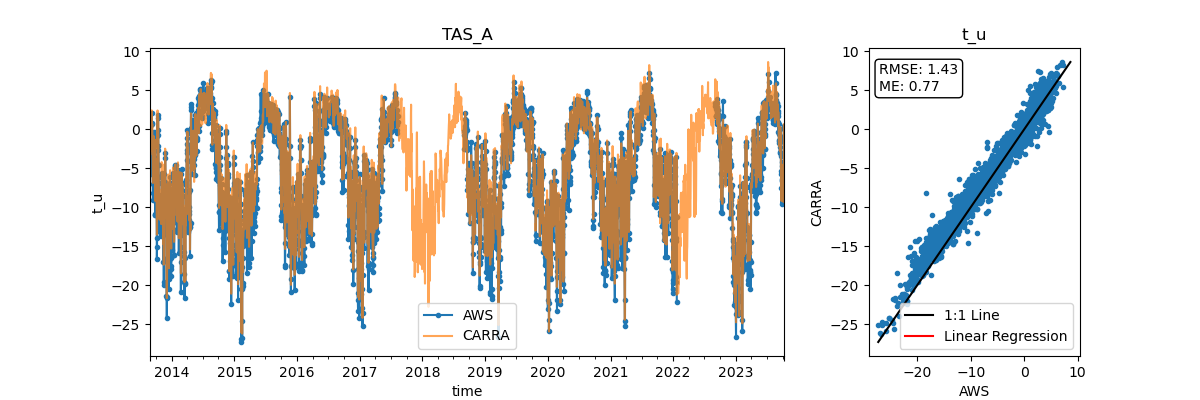 TAS_A
t_u
10
5
0
−5
−10
−15
−20
−25
t_u
2014 2015 2016 2017 2018 2019 2020 2021 2022 2023
time
AWS
CARRA
10
5
0
−5
−10
−15
−20
−25
CARRA
RMSE: 1.43
ME: 0.77
1:1 Line
Linear Regression
−20 −10 0 10
AWS